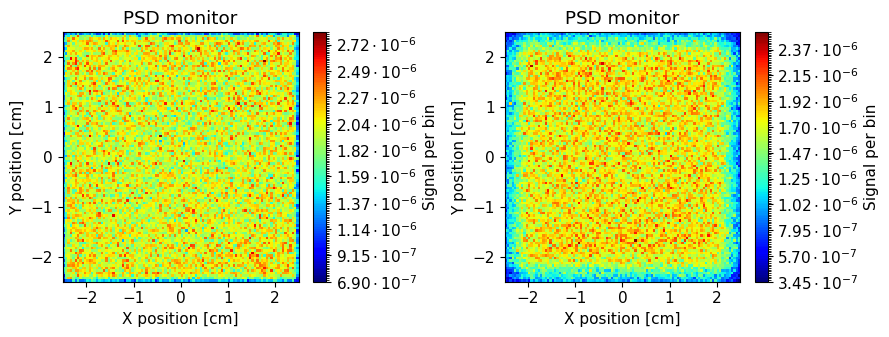 PSD monitor
2
1
0
−1
−2
Y position [cm]
−2 −1 0 1 2
X position [cm]
2.72 · 10⁻⁶
2.49 · 10⁻⁶
2.27 · 10⁻⁶
2.04 · 10⁻⁶
1.82 · 10⁻⁶
1.59 · 10⁻⁶
1.37 · 10⁻⁶
1.14 · 10⁻⁶
9.15 · 10⁻⁷
6.90 · 10⁻⁷
Signal per bin
PSD monitor
2
1
0
−1
−2
Y position [cm]
−2 −1 0 1 2
X position [cm]
2.37 · 10⁻⁶
2.15 · 10⁻⁶
1.92 · 10⁻⁶
1.70 · 10⁻⁶
1.47 · 10⁻⁶
1.25 · 10⁻⁶
1.02 · 10⁻⁶
7.95 · 10⁻⁷
5.70 · 10⁻⁷
3.45 · 10⁻⁷
Signal per bin